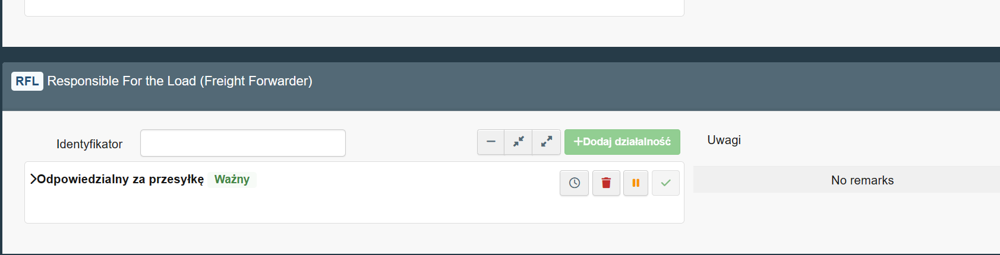 RFL Responsible For the Load (Freight Forwarder)
Identyfikator
+Dodaj działalność
Uwagi
Odpowiedzialny za przesyłkę Ważny
No remarks